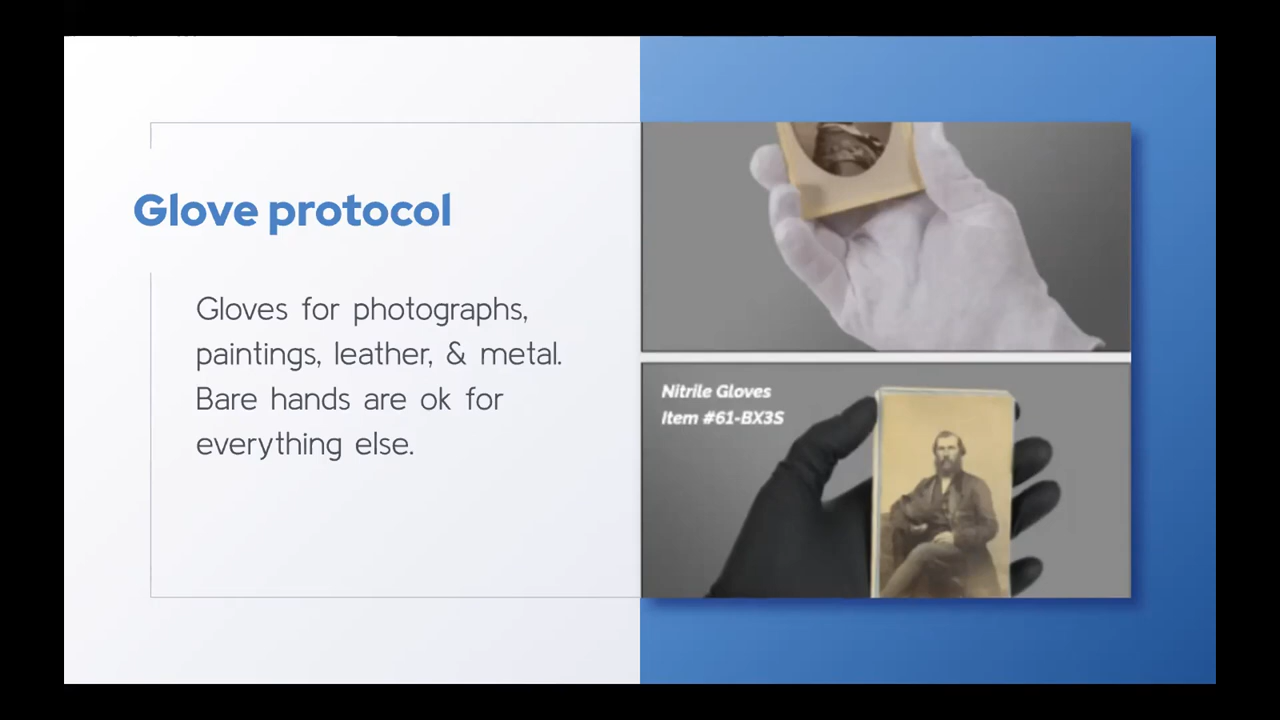 Glove protocol
Gloves for photographs,
paintings, leather, & metal.
Bare hands are ok for
everything else.
Nitrile Gloves
Item #61-BX3S